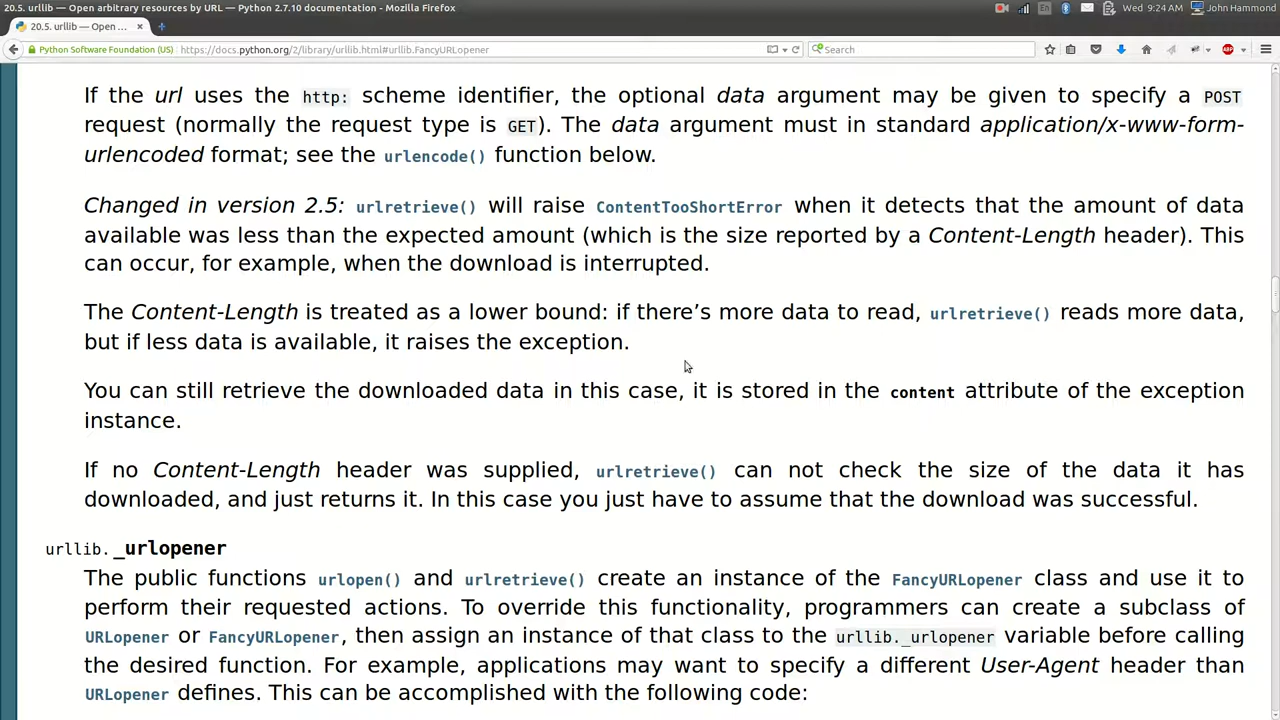 20.5. urllib — Open arbitrary resources by URL — Python 2.7.10 documentation - Mozilla Firefox
En
Wed 9:24 AM
John Hammond
20.5. urllib — Open ...
Python Software Foundation (US)
https://docs.python.org/2/library/urllib.html#urllib.FancyURLopener
Search
ABP
If the url uses the http: scheme identifier, the optional data argument may be given to specify a POST
request (normally the request type is GET). The data argument must in standard application/x-www-form-
urlencoded format; see the urlencode() function below.
Changed in version 2.5: urlretrieve() will raise ContentTooShortError when it detects that the amount of data
available was less than the expected amount (which is the size reported by a Content-Length header). This
can occur, for example, when the download is interrupted.
The Content-Length is treated as a lower bound: if there’s more data to read, urlretrieve() reads more data,
but if less data is available, it raises the exception.
You can still retrieve the downloaded data in this case, it is stored in the content attribute of the exception
instance.
If no Content-Length header was supplied, urlretrieve() can not check the size of the data it has
downloaded, and just returns it. In this case you just have to assume that the download was successful.
urllib._urlopener
The public functions urlopen() and urlretrieve() create an instance of the FancyURLopener class and use it to
perform their requested actions. To override this functionality, programmers can create a subclass of
URLopener or FancyURLopener, then assign an instance of that class to the urllib._urlopener variable before calling
the desired function. For example, applications may want to specify a different User-Agent header than
URLopener defines. This can be accomplished with the following code: